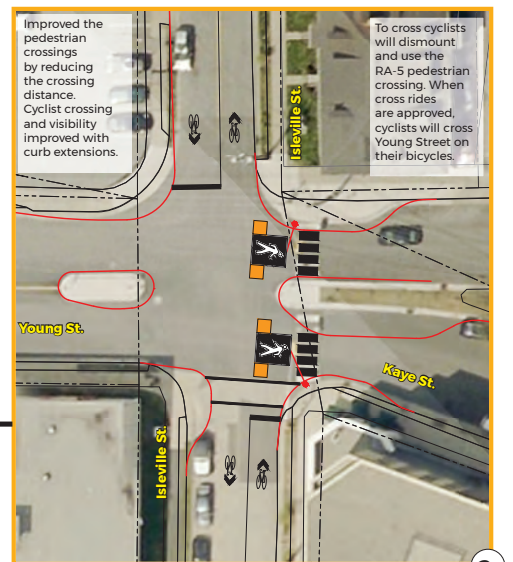 Improved the
pedestrian
crossings
by reducing
the crossing
distance.
Cyclist crossing
and visibility
improved with
curb extensions.
To cross cyclists
will dismount
and use the
RA-5 pedestrian
crossing. When
cross rides
are approved,
cyclists will cross
Young Street on
their bicycles.
Isleville St.
Young St.
Kaye St.
Isleville St.